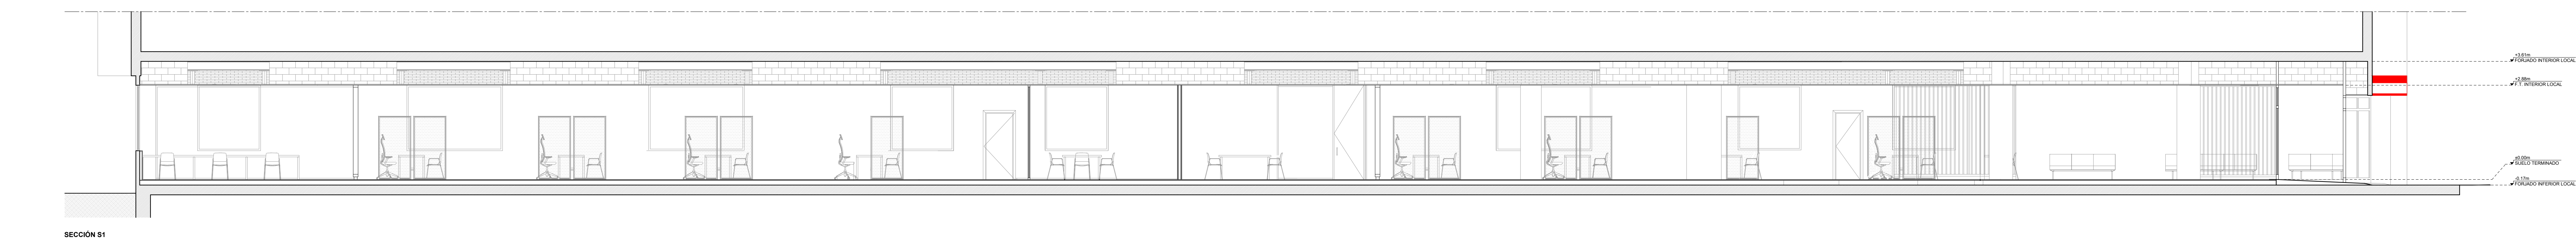 +3.61m
FORJADO INTERIOR LOCAL
+2.88m
F.T. INTERIOR LOCAL
±0.00m
SUELO TERMINADO
-0.17m
FORJADO INFERIOR LOCAL
SECCIÓN S1